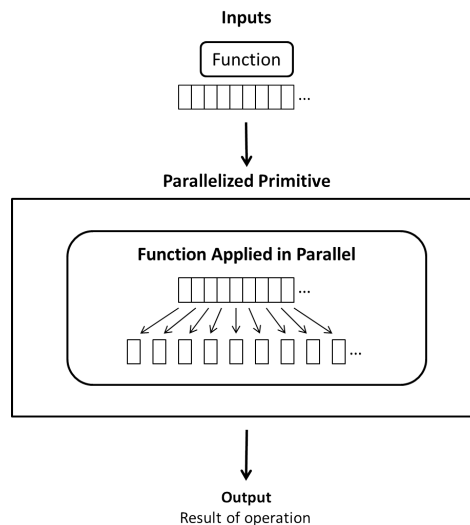 Inputs
Function
...
Parallelized Primitive
Function Applied in Parallel
...
...
Output
Result of operation